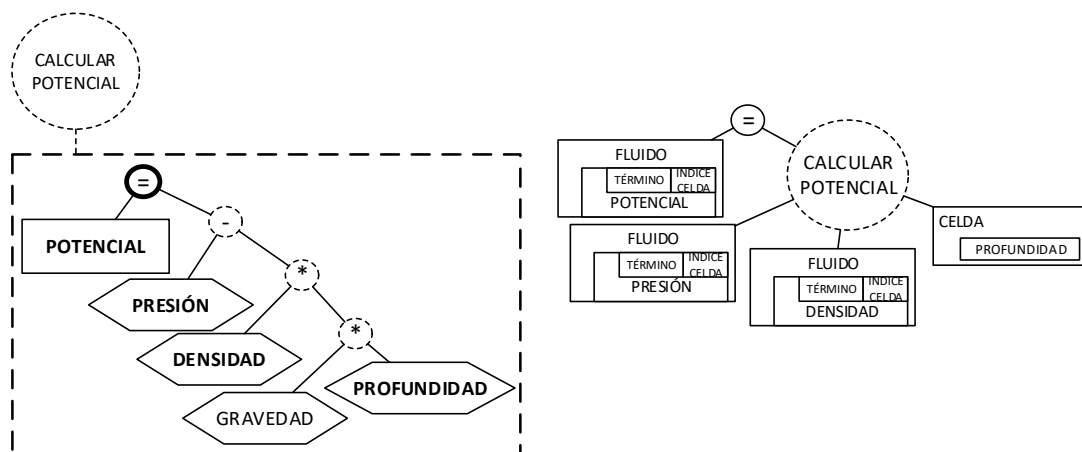 CALCULAR
POTENCIAL
=
POTENCIAL
-
PRESIÓN
*
DENSIDAD
*
GRAVEDAD
PROFUNDIDAD
=
FLUIDO
TÉRMINO
INDICE
CELDA
POTENCIAL
CALCULAR
POTENCIAL
FLUIDO
TÉRMINO
INDICE
CELDA
PRESIÓN
FLUIDO
TÉRMINO
INDICE
CELDA
DENSIDAD
CELDA
PROFUNDIDAD